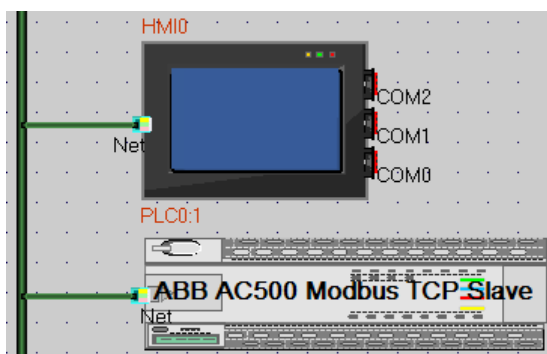 HMI0
COM2
COM1
Net
COM0
PLC0:1
ABB AC500 Modbus TCP Slave
Net